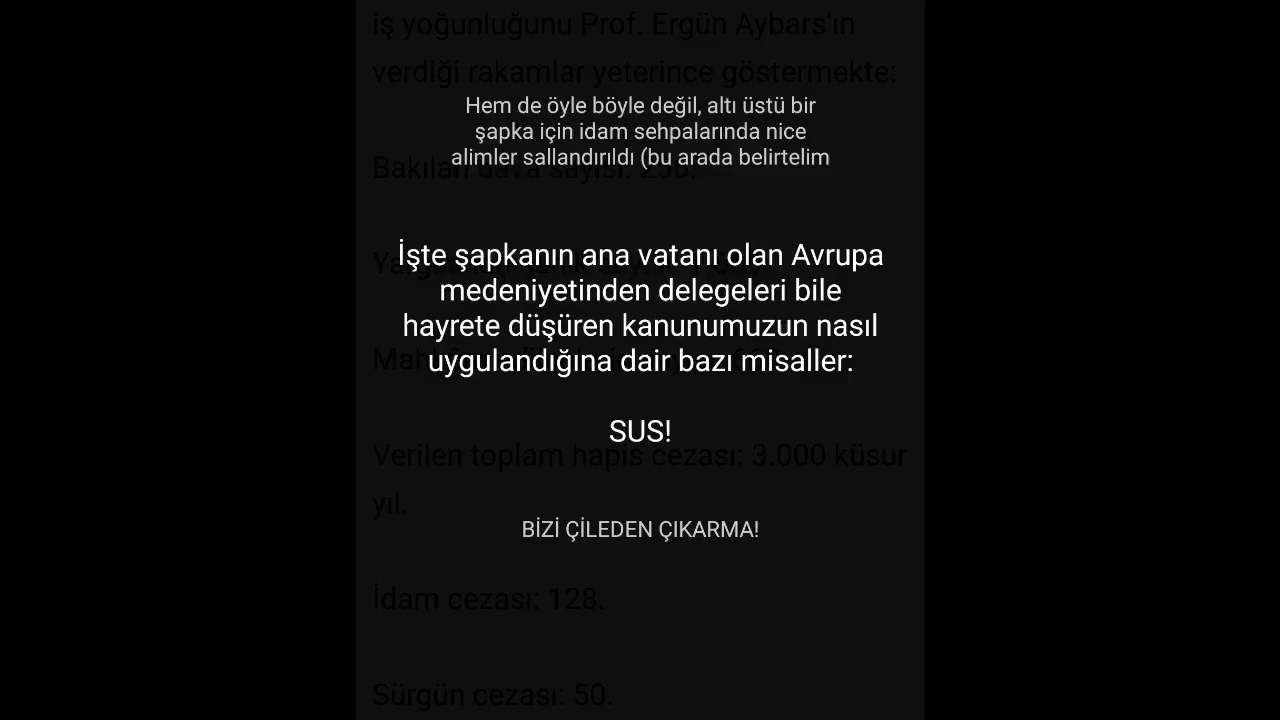 iş yoğunluğunu Prof. Ergün Aybars'ın
verdiği rakamlar yeterince göstermekte:
Hem de öyle böyle değil, altı üstü bir
şapka için idam sehpalarında nice
alimler sallandırıldı (bu arada belirtelim
Bakılan dava sayısı:
İşte şapkanın ana vatanı olan Avrupa
medeniyetinden delegeleri bile
hayrete düşüren kanunumuzun nasıl
uygulandığına dair bazı misaller:
SUS!
Verilen toplam hapis cezası: 3.000 küsur
yıl.
BİZİ ÇİLEDEN ÇIKARMA!
İdam cezası: 128.
Sürgün cezası: 50.